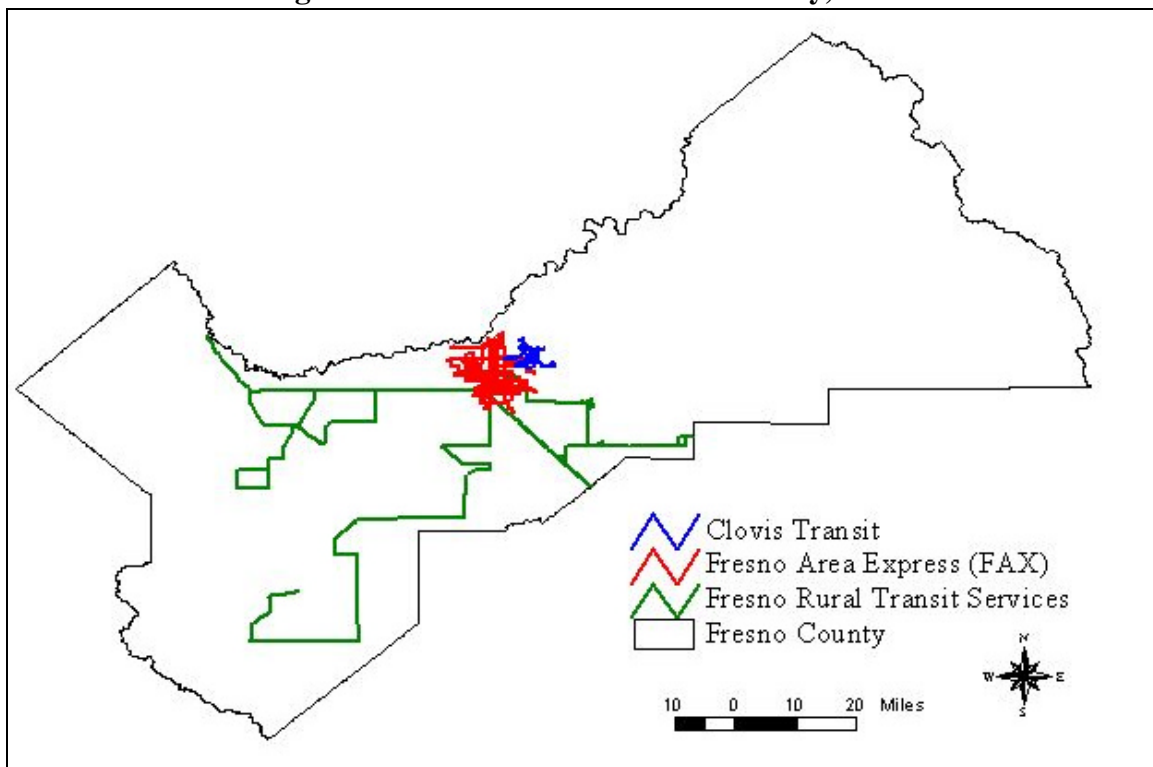 Clovis Transit
Fresno Area Express (FAX)
Fresno Rural Transit Services
Fresno County
N
W E
S
10 0 10 20 Miles